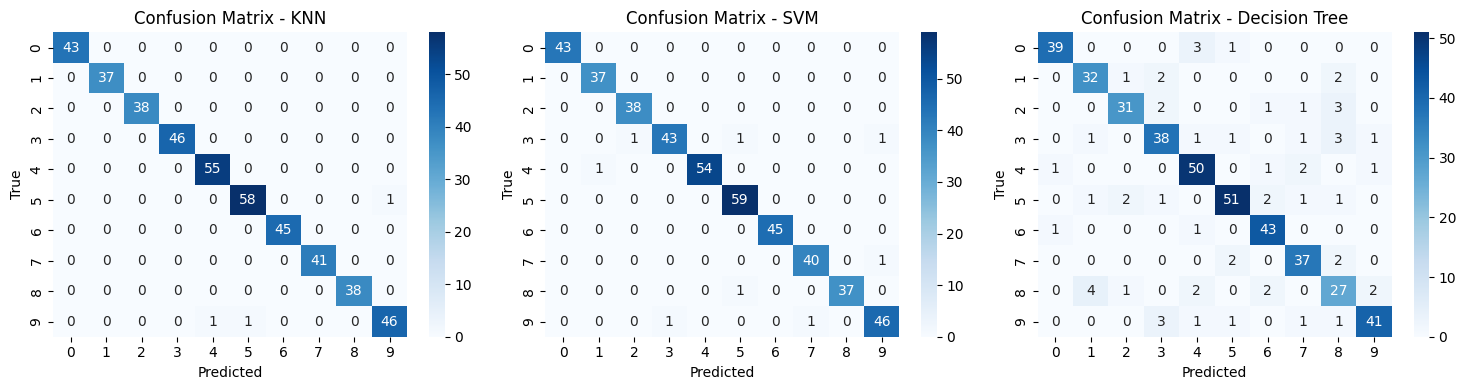 Confusion Matrix - KNN
True
0 43 0 0 0 0 0 0 0 0 0
1 0 37 0 0 0 0 0 0 0 0
2 0 0 38 0 0 0 0 0 0 0
3 0 0 0 46 0 0 0 0 0 0
4 0 0 0 0 55 0 0 0 0 0
5 0 0 0 0 0 58 0 0 0 1
6 0 0 0 0 0 0 45 0 0 0
7 0 0 0 0 0 0 0 41 0 0
8 0 0 0 0 0 0 0 0 38 0
9 0 0 0 0 1 1 0 0 0 46
0 1 2 3 4 5 6 7 8 9
Predicted
50
40
30
20
10
0
Confusion Matrix - SVM
True
0 43 0 0 0 0 0 0 0 0 0
1 0 37 0 0 0 0 0 0 0 0
2 0 0 38 0 0 0 0 0 0 0
3 0 0 1 43 0 1 0 0 0 1
4 0 1 0 0 54 0 0 0 0 0
5 0 0 0 0 0 59 0 0 0 0
6 0 0 0 0 0 0 45 0 0 0
7 0 0 0 0 0 0 0 40 0 1
8 0 0 0 0 0 1 0 0 37 0
9 0 0 0 1 0 0 0 1 0 46
0 1 2 3 4 5 6 7 8 9
Predicted
50
40
30
20
10
0
Confusion Matrix - Decision Tree
True
0 39 0 0 0 3 1 0 0 0 0
1 0 32 1 2 0 0 0 0 2 0
2 0 0 31 2 0 0 1 1 3 0
3 0 1 0 38 1 1 0 1 3 1
4 1 0 0 0 50 0 1 2 0 1
5 0 1 2 1 0 51 2 1 1 0
6 1 0 0 0 1 0 43 0 0 0
7 0 0 0 0 0 2 0 37 2 0
8 0 4 1 0 2 0 2 0 27 2
9 0 0 0 3 1 1 0 1 1 41
0 1 2 3 4 5 6 7 8 9
Predicted
50
40
30
20
10
0